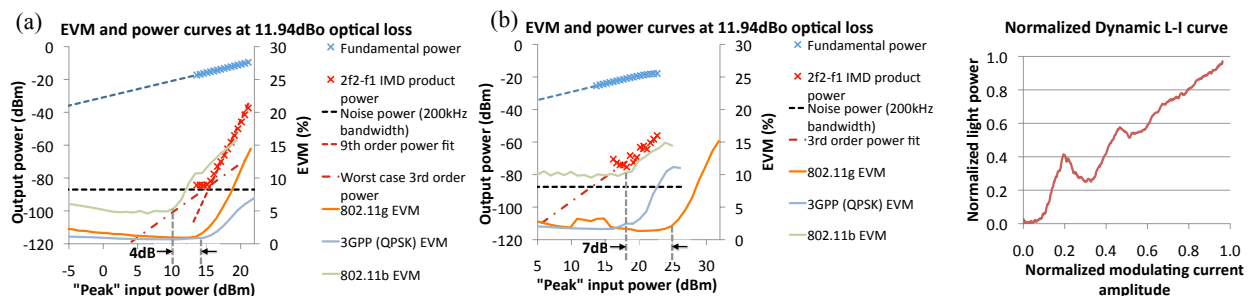 (a)
EVM and power curves at 11.94dBo optical loss
Output power (dBm)
0
-20
-40
-60
-80
-100
-120
30
25
20
15
10
5
0
EVM (%)
4dB
-5 0 5 10 15 20
"Peak" input power (dBm)
Fundamental power
2f2-f1 IMD product
power
Noise power (200kHz
bandwidth)
9th order power fit
Worst case 3rd order
power
802.11g EVM
3GPP (QPSK) EVM
802.11b EVM
(b)
EVM and power curves at 11.94dBo optical loss
Output power (dBm)
0
-20
-40
-60
-80
-100
-120
30
25
20
15
10
5
0
EVM (%)
7dB
5 10 15 20 25 30
"Peak" input power (dBm)
Fundamental power
2f2-f1 IMD product
power
Noise power (200kHz
bandwidth)
3rd order power fit
802.11g EVM
3GPP (QPSK) EVM
802.11b EVM
Normalized Dynamic L-I curve
Normalized light power
1.0
0.8
0.6
0.4
0.2
0.0
0.0 0.2 0.4 0.6 0.8 1.0
Normalized modulating current
amplitude